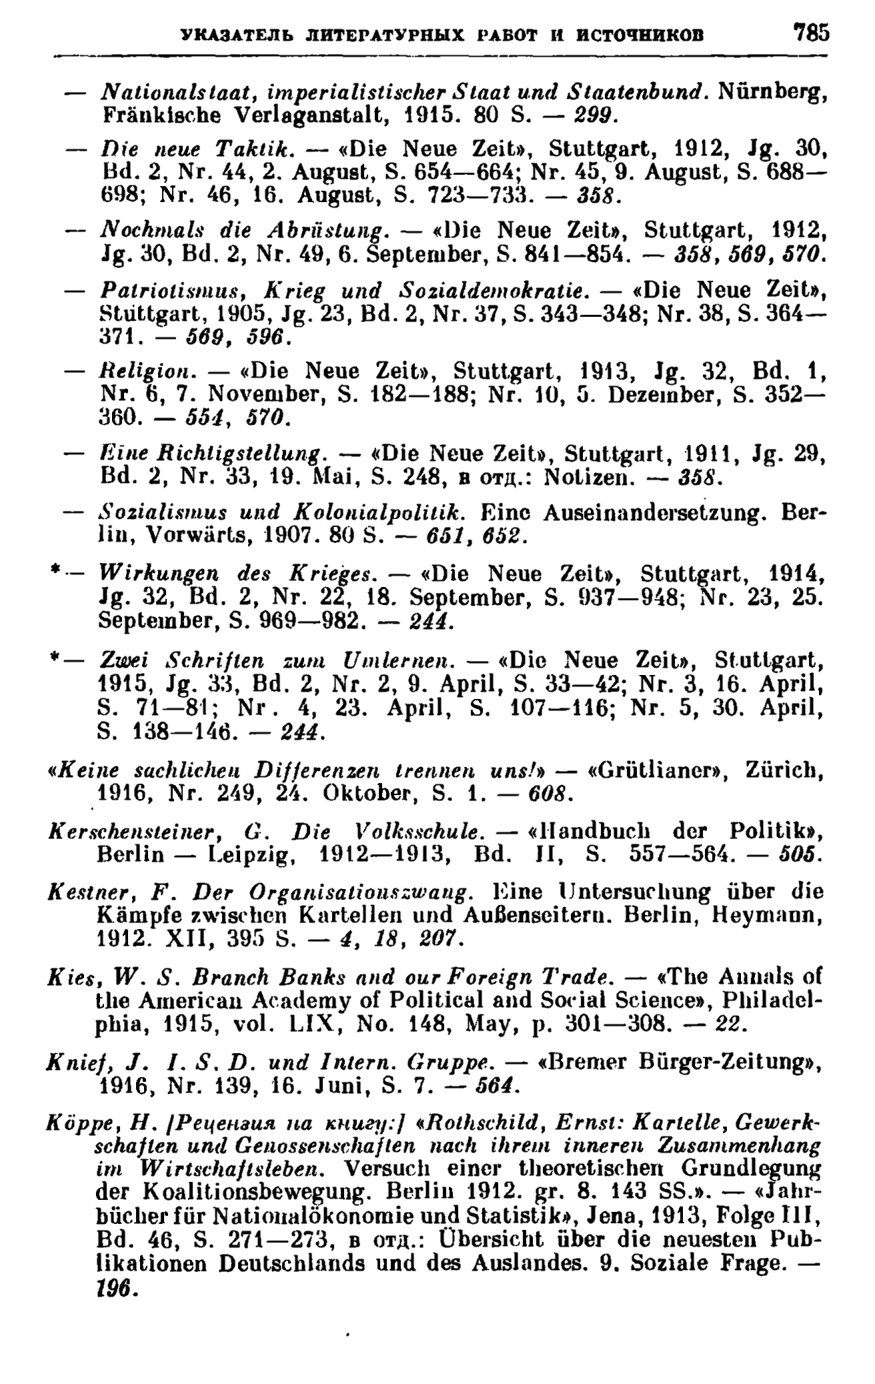 УКАЗАТЕЛЬ ЛИТЕРАТУРНЫХ РАБОТ И ИСТОЧНИКОВ 785
— Nationalstaat, imperialistischer Staat und Staatenbund. Nürnberg,
Fränkische Verlaganstalt, 1915. 80 S. — 299.
— Die neue Taktik. — «Die Neue Zeit», Stuttgart, 1912, Jg. 30,
Bd. 2, Nr. 44, 2. August, S. 654—664; Nr. 45, 9. August, S. 688—
698; Nr. 46, 16. August, S. 723—733. — 358.
— Nochmals die Abrüstung. — «Die Neue Zeit», Stuttgart, 1912,
Jg. 30, Bd. 2, Nr. 49, 6. September, S. 841—854. — 358, 569, 570.
— Patriotismus, Krieg und Sozialdemokratie. — «Die Neue Zeit»,
Stuttgart, 1905, Jg. 23, Bd. 2, Nr. 37, S. 343—348; Nr. 38, S. 364—
371. — 569, 596.
— Religion. — «Die Neue Zeit», Stuttgart, 1913, Jg. 32, Bd. 1,
Nr. 6, 7. November, S. 182—188; Nr. 10, 5. Dezember, S. 352—
360. — 554, 570.
— Eine Richtigstellung. — «Die Neue Zeit», Stuttgart, 1911, Jg. 29,
Bd. 2, Nr. 33, 19. Mai, S. 248, в отд.: Notizen. — 358.
— Sozialismus und Kolonialpolitik. Eine Auseinandersetzung. Ber-
lin, Vorwärts, 1907. 80 S. — 651, 652.
*— Wirkungen des Krieges. — «Die Neue Zeit», Stuttgart, 1914,
Jg. 32, Bd. 2, Nr. 22, 18. September, S. 937—948; Nr. 23, 25.
September, S. 969—982. — 244.
*— Zwei Schriften zum Umlernen. — «Die Neue Zeit», Stuttgart,
1915, Jg. 33, Bd. 2, Nr. 2, 9. April, S. 33—42; Nr. 3, 16. April,
S. 71—81; Nr. 4, 23. April, S. 107—116; Nr. 5, 30. April,
S. 138—146. — 244.
«Keine sachlichen Differenzen trennen uns!» — «Grütlianer», Zürich,
1916, Nr. 249, 24. Oktober, S. 1. — 608.
Kerschensteiner, G. Die Volksschule. — «Handbuch der Politik»,
Berlin — Leipzig, 1912—1913, Bd. II, S. 557—564. — 505.
Kestner, F. Der Organisationszwang. Eine Untersuchung über die
Kämpfe zwischen Kartellen und Außenseitern. Berlin, Heymann,
1912. XII, 395 S. — 4, 18, 207.
Kies, W. S. Branch Banks and our Foreign Trade. — «The Annals of
the American Academy of Political and Social Science», Philadel-
phia, 1915, vol. LIX, No. 148, May, p. 301—308. — 22.
Knief, J. I. S. D. und Intern. Gruppe. — «Bremer Bürger-Zeitung»,
1916, Nr. 139, 16. Juni, S. 7. — 564.
Köppe, H. [Рецензия на книгу:] «Rothschild, Ernst: Kartelle, Gewerk-
schaften und Genossenschaften nach ihrem inneren Zusammenhang
im Wirtschaftsleben. Versuch einer theoretischen Grundlegung
der Koalitionsbewegung. Berlin 1912. gr. 8. 143 SS.». — «Jahr-
bücher für Nationalökonomie und Statistik», Jena, 1913, Folge III,
Bd. 46, S. 271—273, в отд.: Übersicht über die neuesten Pub-
likationen Deutschlands und des Auslandes. 9. Soziale Frage. —
196.